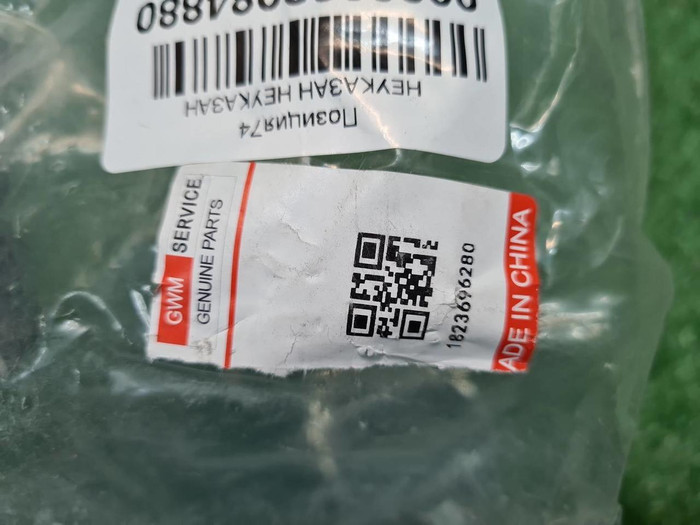 Позиция74
НЕУКАЗАН НЕУКАЗАН
GWM SERVICE
GENUINE PARTS
1823696280
ADE IN CHINA